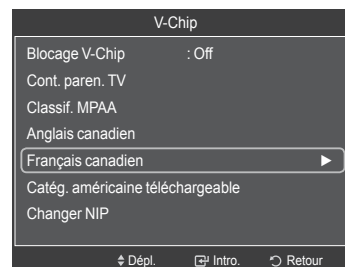 V-Chip
Blocage V-Chip : Off
Cont. paren. TV
Classif. MPAA
Anglais canadien
Français canadien ►
Catég. américaine téléchargeable
Changer NIP
Dépl. Intro. Retour